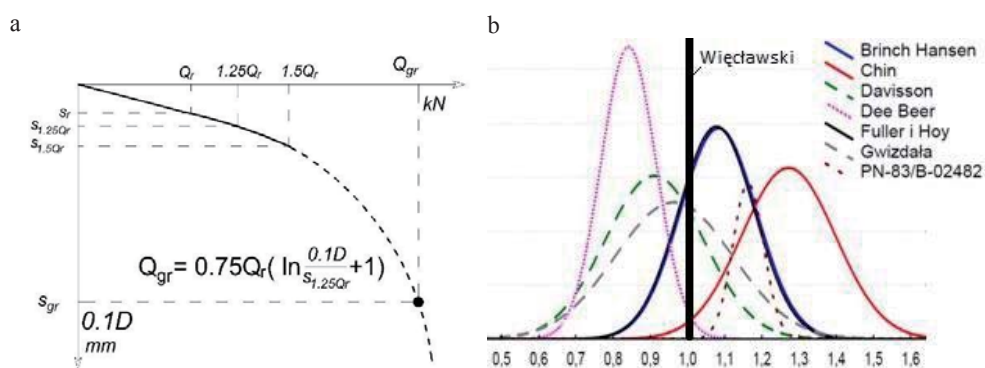 a
Qr 1.25Qr 1.5Qr Qgr
kN
sr
s1.25Qr
s1.5Qr
Qgr= 0.75Qr( ln 0.1D/s1.25Qr +1)
sgr
0.1D
mm
b
Więcławski
Brinch Hansen
Chin
Davisson
Dee Beer
Fuller i Hoy
Gwizdała
PN-83/B-02482
0,5 0,6 0,7 0,8 0,9 1,0 1,1 1,2 1,3 1,4 1,5 1,6